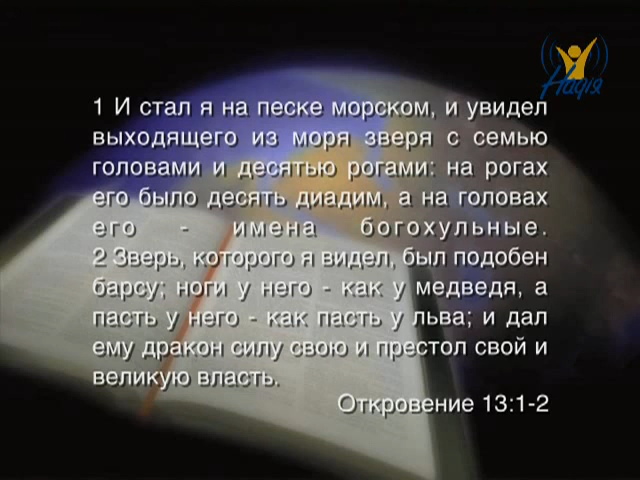 Надія
1 И стал я на песке морском, и увидел
выходящего из моря зверя с семью
головами и десятью рогами: на рогах
его было десять диадим, а на головах
его - имена богохульные.
2 Зверь, которого я видел, был подобен
барсу; ноги у него - как у медведя, а
пасть у него - как пасть у льва; и дал
ему дракон силу свою и престол свой и
великую власть.
Откровение 13:1-2